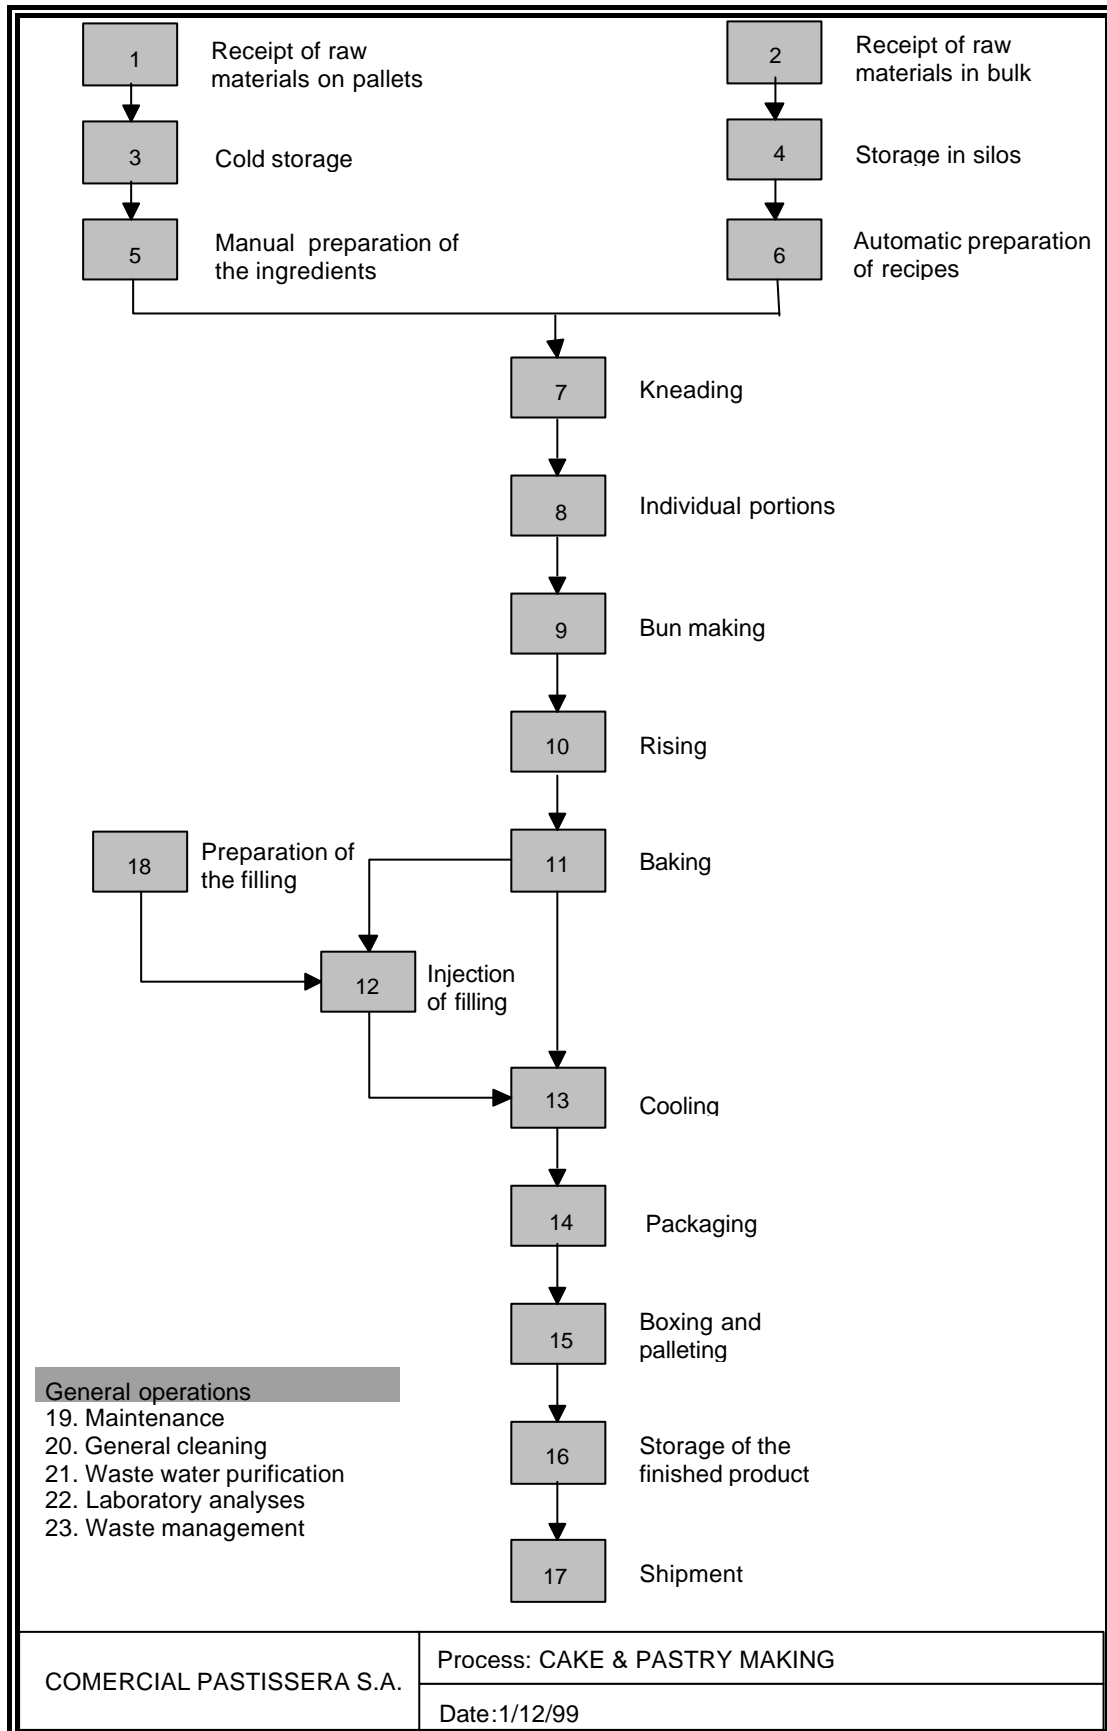 1
Receipt of raw
materials on pallets
2
Receipt of raw
materials in bulk
3
Cold storage
4
Storage in silos
5
Manual preparation of
the ingredients
6
Automatic preparation
of recipes
7
Kneading
8
Individual portions
9
Bun making
10
Rising
11
Baking
18
Preparation of
the filling
12
Injection
of filling
13
Cooling
14
Packaging
15
Boxing and
palleting
16
Storage of the
finished product
17
Shipment
General operations
19. Maintenance
20. General cleaning
21. Waste water purification
22. Laboratory analyses
23. Waste management
COMERCIAL PASTISSERA S.A.
Process: CAKE & PASTRY MAKING
Date:1/12/99